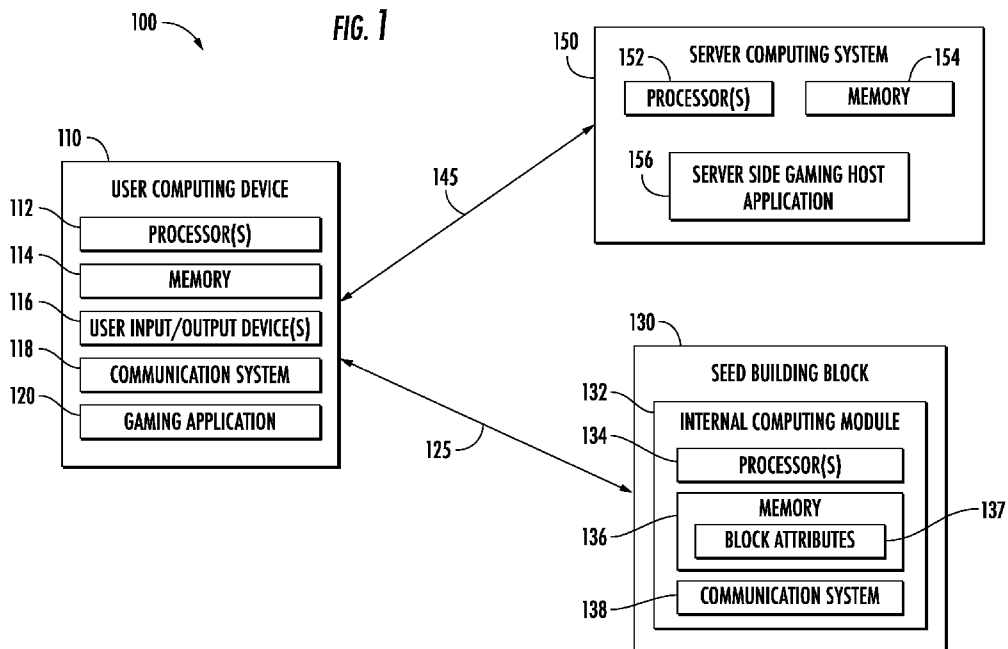 FIG. 1
100
110
USER COMPUTING DEVICE
112
PROCESSOR(S)
114
MEMORY
116
USER INPUT/OUTPUT DEVICE(S)
118
COMMUNICATION SYSTEM
120
GAMING APPLICATION
145
125
150
SERVER COMPUTING SYSTEM
152
154
PROCESSOR(S)
MEMORY
156
SERVER SIDE GAMING HOST
APPLICATION
130
SEED BUILDING BLOCK
132
INTERNAL COMPUTING MODULE
134
PROCESSOR(S)
136
MEMORY
137
BLOCK ATTRIBUTES
138
COMMUNICATION SYSTEM